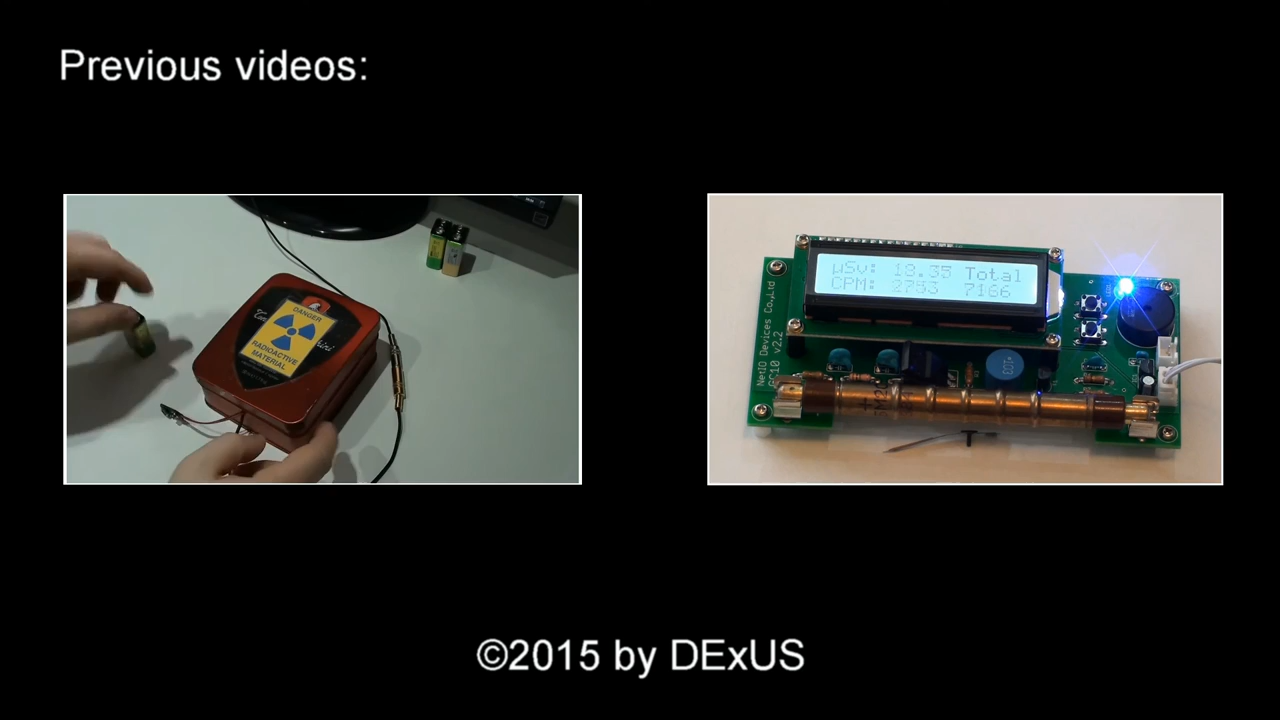 Previous videos:
DANGER
RADIOACTIVE
MATERIAL
µSv: 18.35 Total
CPM: 2753 7166
NetIO Devices Co.,Ltd
GC10 v2.2
©2015 by DExUS